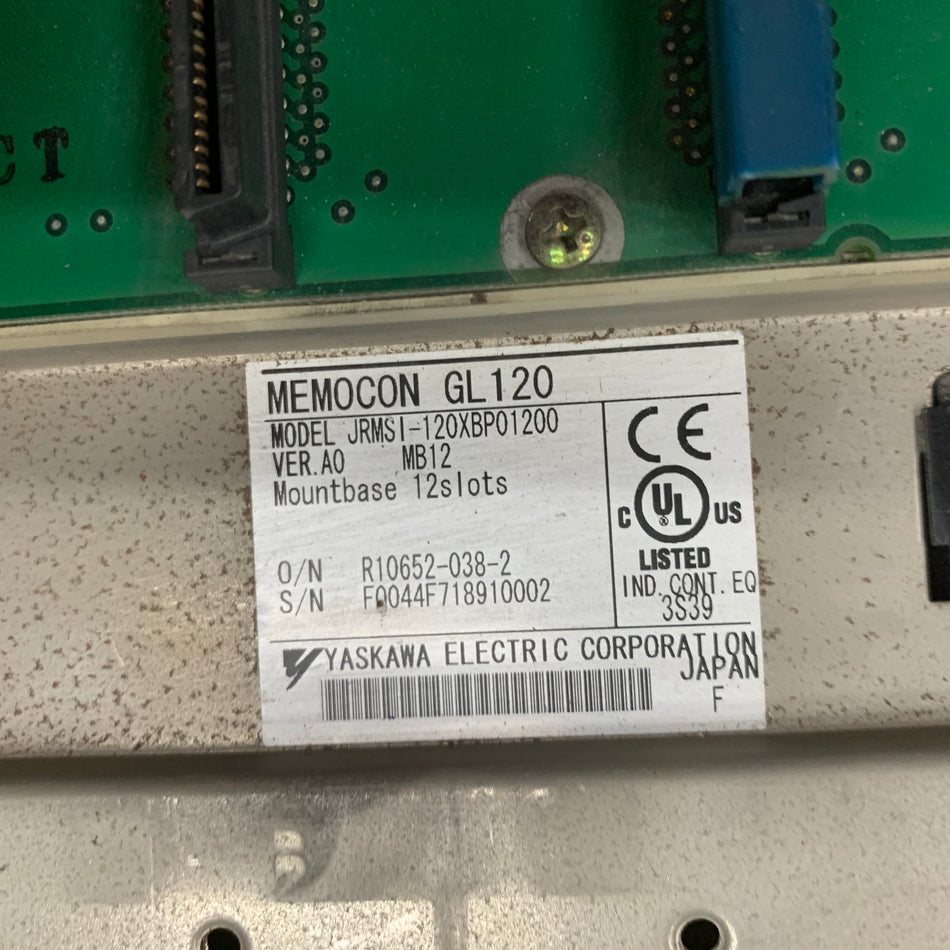 CT
MEMOCON GL120
MODEL JRMSI-120XBP01200
VER.A0 MB12
Mountbase 12slots
O/N R10652-038-2
S/N F0044F718910002
CE
C UL ® US
LISTED
IND. CONT. EQ
3S39
YASKAWA ELECTRIC CORPORATION
JAPAN
F